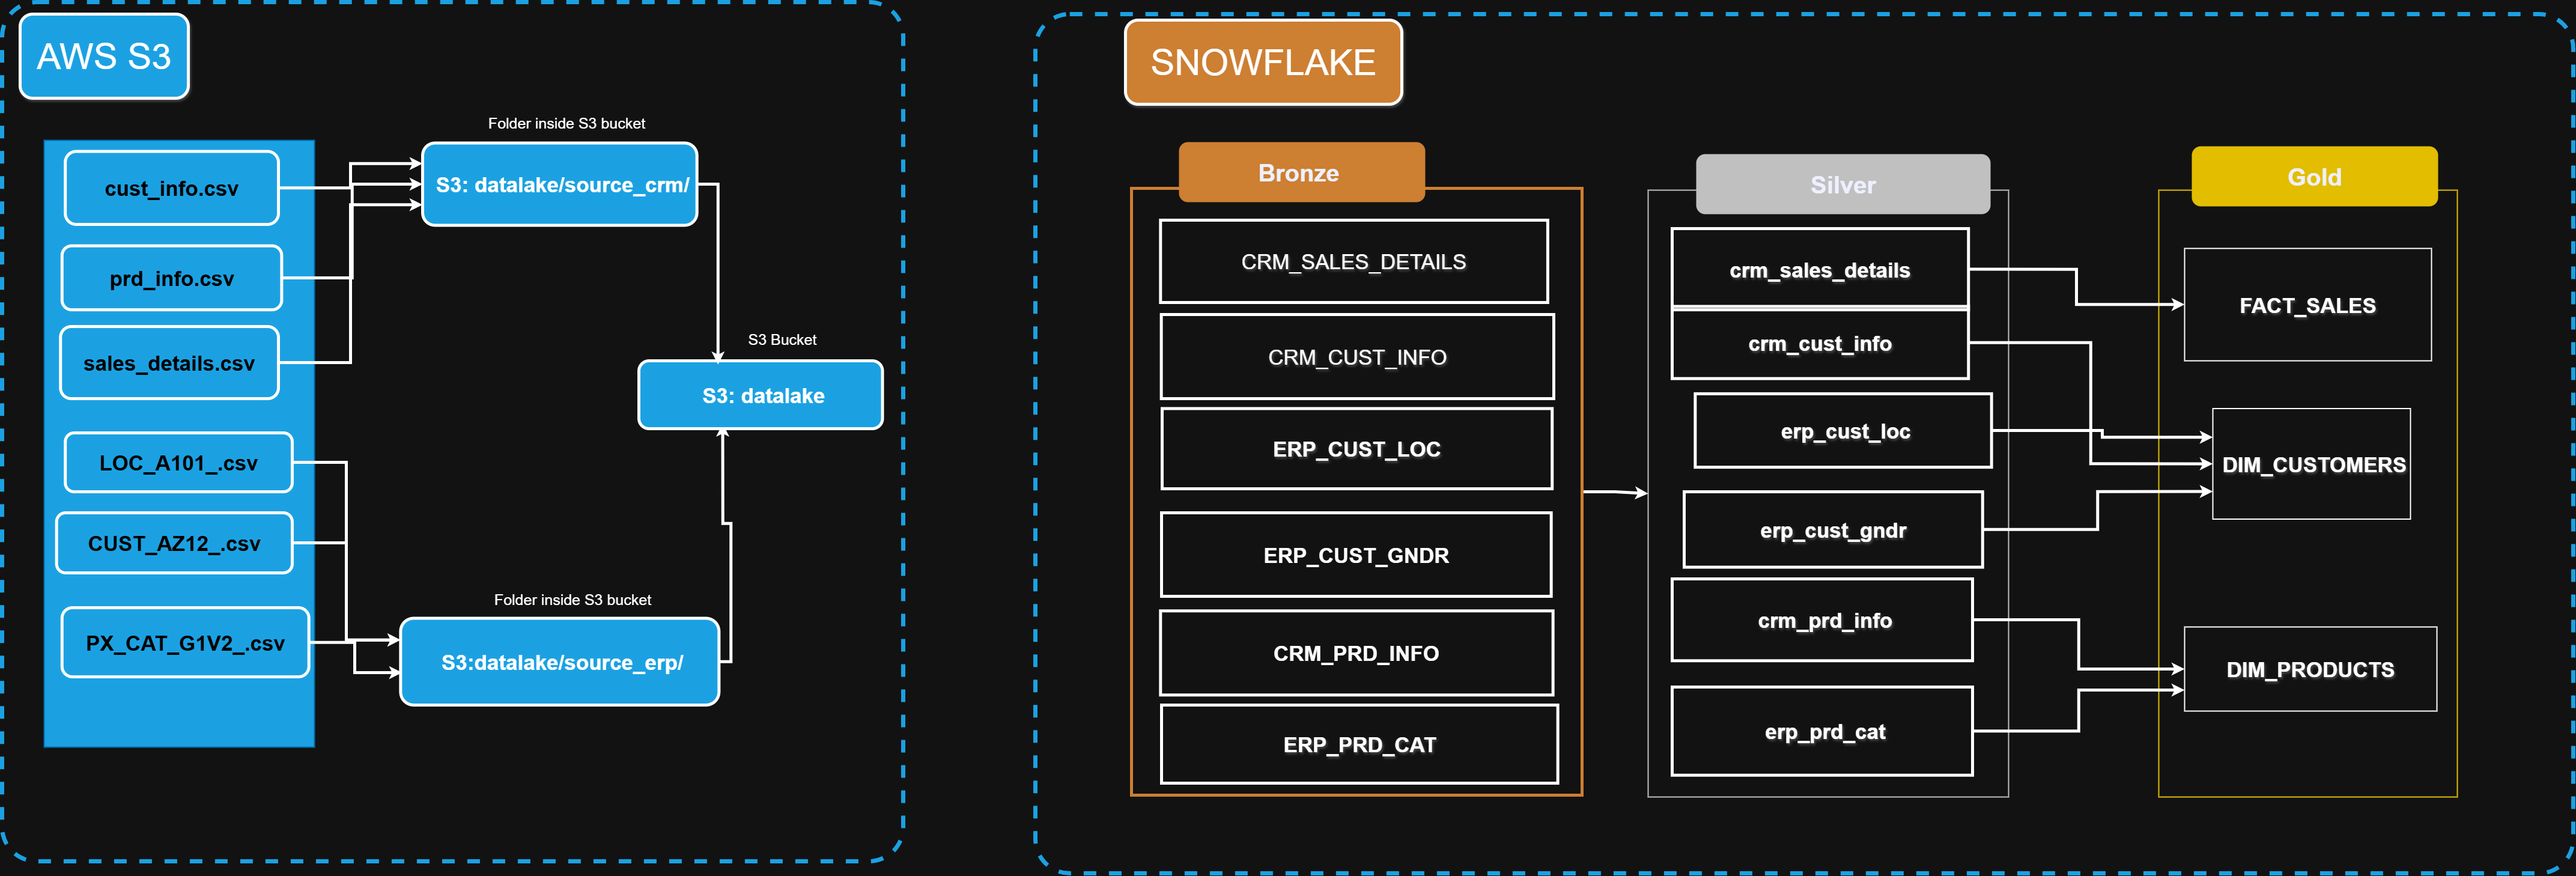 AWS S3
Folder inside S3 bucket
cust_info.csv
S3: datalake/source_crm/
prd_info.csv
sales_details.csv
S3 Bucket
S3: datalake
LOC_A101_.csv
CUST_AZ12_.csv
Folder inside S3 bucket
PX_CAT_G1V2_.csv
S3:datalake/source_erp/
SNOWFLAKE
Bronze
CRM_SALES_DETAILS
CRM_CUST_INFO
ERP_CUST_LOC
ERP_CUST_GNDR
CRM_PRD_INFO
ERP_PRD_CAT
Silver
crm_sales_details
crm_cust_info
erp_cust_loc
erp_cust_gndr
crm_prd_info
erp_prd_cat
Gold
FACT_SALES
DIM_CUSTOMERS
DIM_PRODUCTS